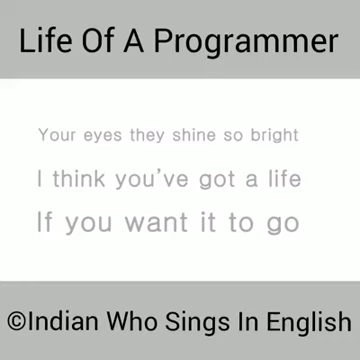 Life Of A Programmer
Your eyes they shine so bright
I think you've got a life
If you want it to go
©Indian Who Sings In English